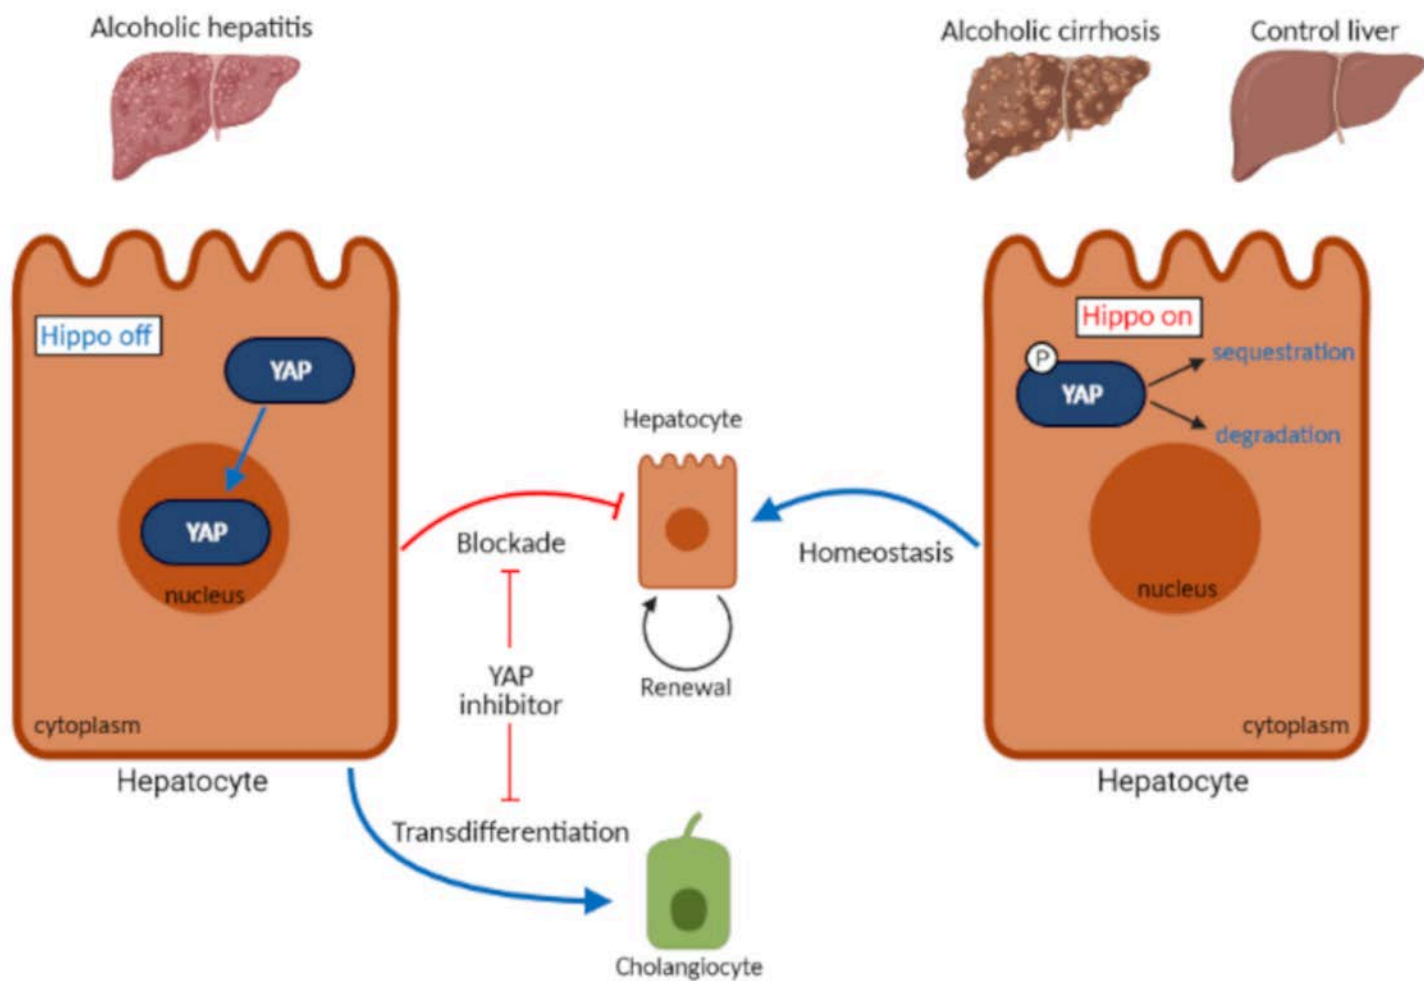 Alcoholic hepatitis
Alcoholic cirrhosis
Control liver
Hippo off
YAP
YAP
nucleus
cytoplasm
Hepatocyte
Hepatocyte
Blockade
YAP
inhibitor
Renewal
Homeostasis
Transdifferentiation
Cholangiocyte
Hippo on
P
YAP
sequestration
degradation
nucleus
cytoplasm
Hepatocyte